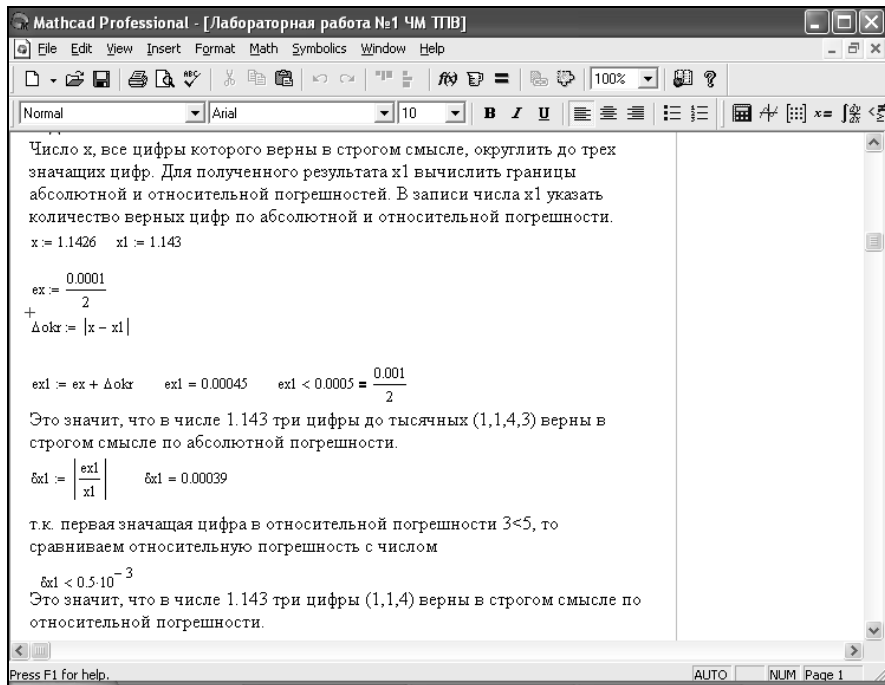 Mathcad Professional - [Лабораторная работа №1 ЧМ ТПВ]
File Edit View Insert Format Math Symbolics Window Help
100%
Normal Arial 10 B I U
Число x, все цифры которого верны в строгом смысле, округлить до трех
значащих цифр. Для полученного результата x1 вычислить границы
абсолютной и относительной погрешностей. В записи числа x1 указать
количество верных цифр по абсолютной и относительной погрешности.
x := 1.1426 x1 := 1.143
ex := 0.0001 / 2
Δokr := |x − x1|
ex1 := ex + Δokr ex1 = 0.00045 ex1 < 0.0005 = 0.001 / 2
Это значит, что в числе 1.143 три цифры до тысячных (1,1,4,3) верны в
строгом смысле по абсолютной погрешности.
δx1 := |ex1 / x1| δx1 = 0.00039
т.к. первая значащая цифра в относительной погрешности 3<5, то
сравниваем относительную погрешность с числом
δx1 < 0.5·10⁻³
Это значит, что в числе 1.143 три цифры (1,1,4) верны в строгом смысле по
относительной погрешности.
Press F1 for help. AUTO NUM Page 1